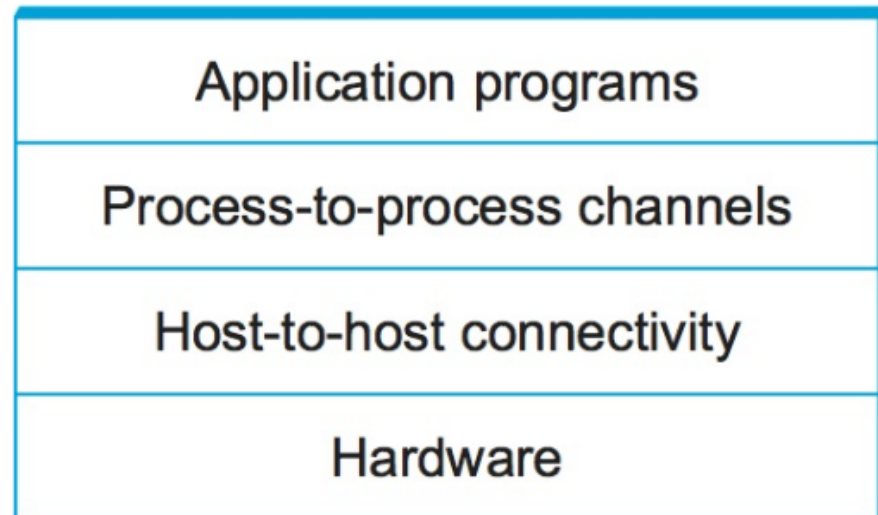 Application programs
Process-to-process channels
Host-to-host connectivity
Hardware